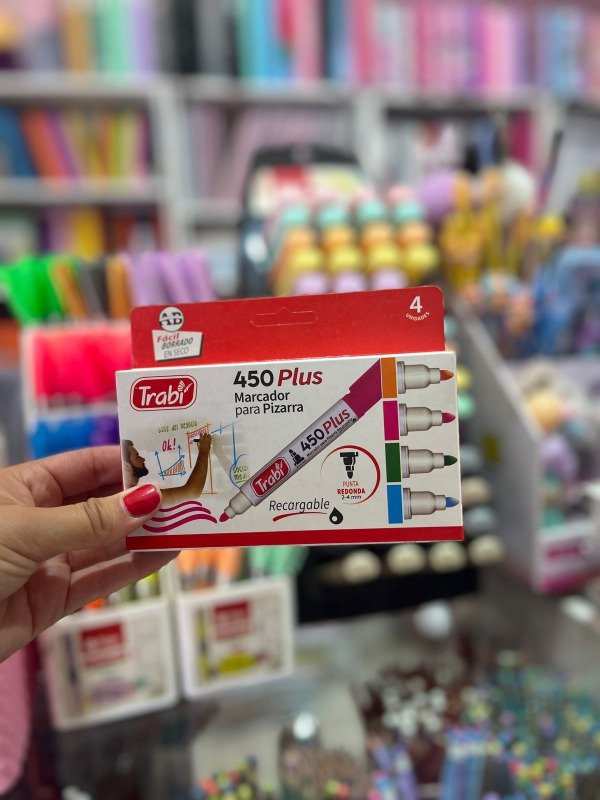 4
UNIDADES
AB
Fácil
BORRADO
EN SECO
Trabi
450 Plus
Marcador
para Pizarra
OK!
450 Plus
Trabi
PUNTA
REDONDA
2-4 mm
Recargable